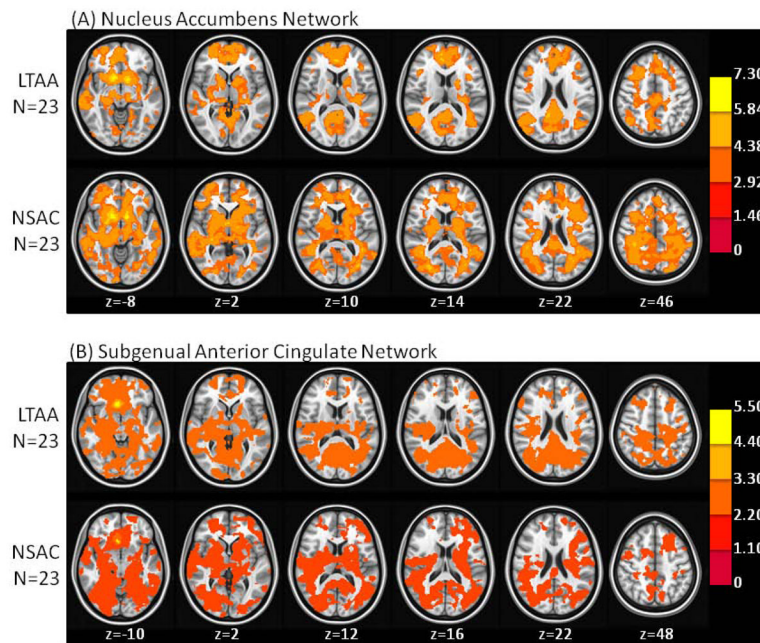 (A) Nucleus Accumbens Network
LTAA
N=23
NSAC
N=23
7.30
5.84
4.38
2.92
1.46
0
z=-8 z=2 z=10 z=14 z=22 z=46
(B) Subgenual Anterior Cingulate Network
LTAA
N=23
NSAC
N=23
5.50
4.40
3.30
2.20
1.10
0
z=-10 z=2 z=12 z=16 z=22 z=48